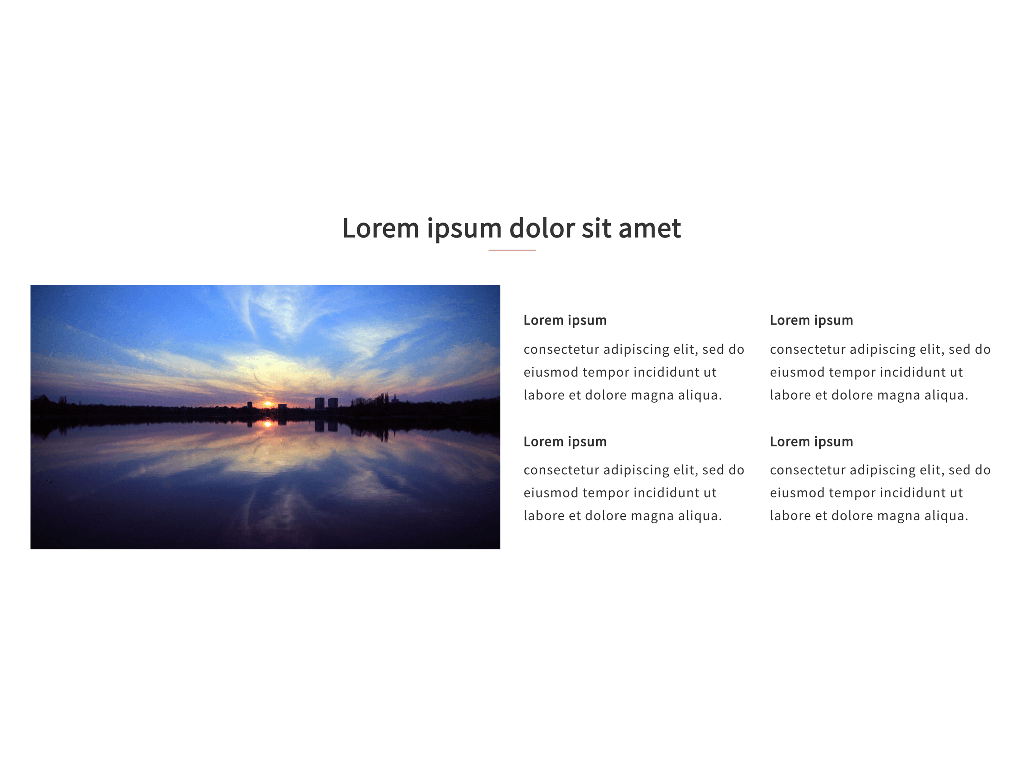 Lorem ipsum dolor sit amet
Lorem ipsum
consectetur adipiscing elit, sed do
eiusmod tempor incididunt ut
labore et dolore magna aliqua.
Lorem ipsum
consectetur adipiscing elit, sed do
eiusmod tempor incididunt ut
labore et dolore magna aliqua.
Lorem ipsum
consectetur adipiscing elit, sed do
eiusmod tempor incididunt ut
labore et dolore magna aliqua.
Lorem ipsum
consectetur adipiscing elit, sed do
eiusmod tempor incididunt ut
labore et dolore magna aliqua.